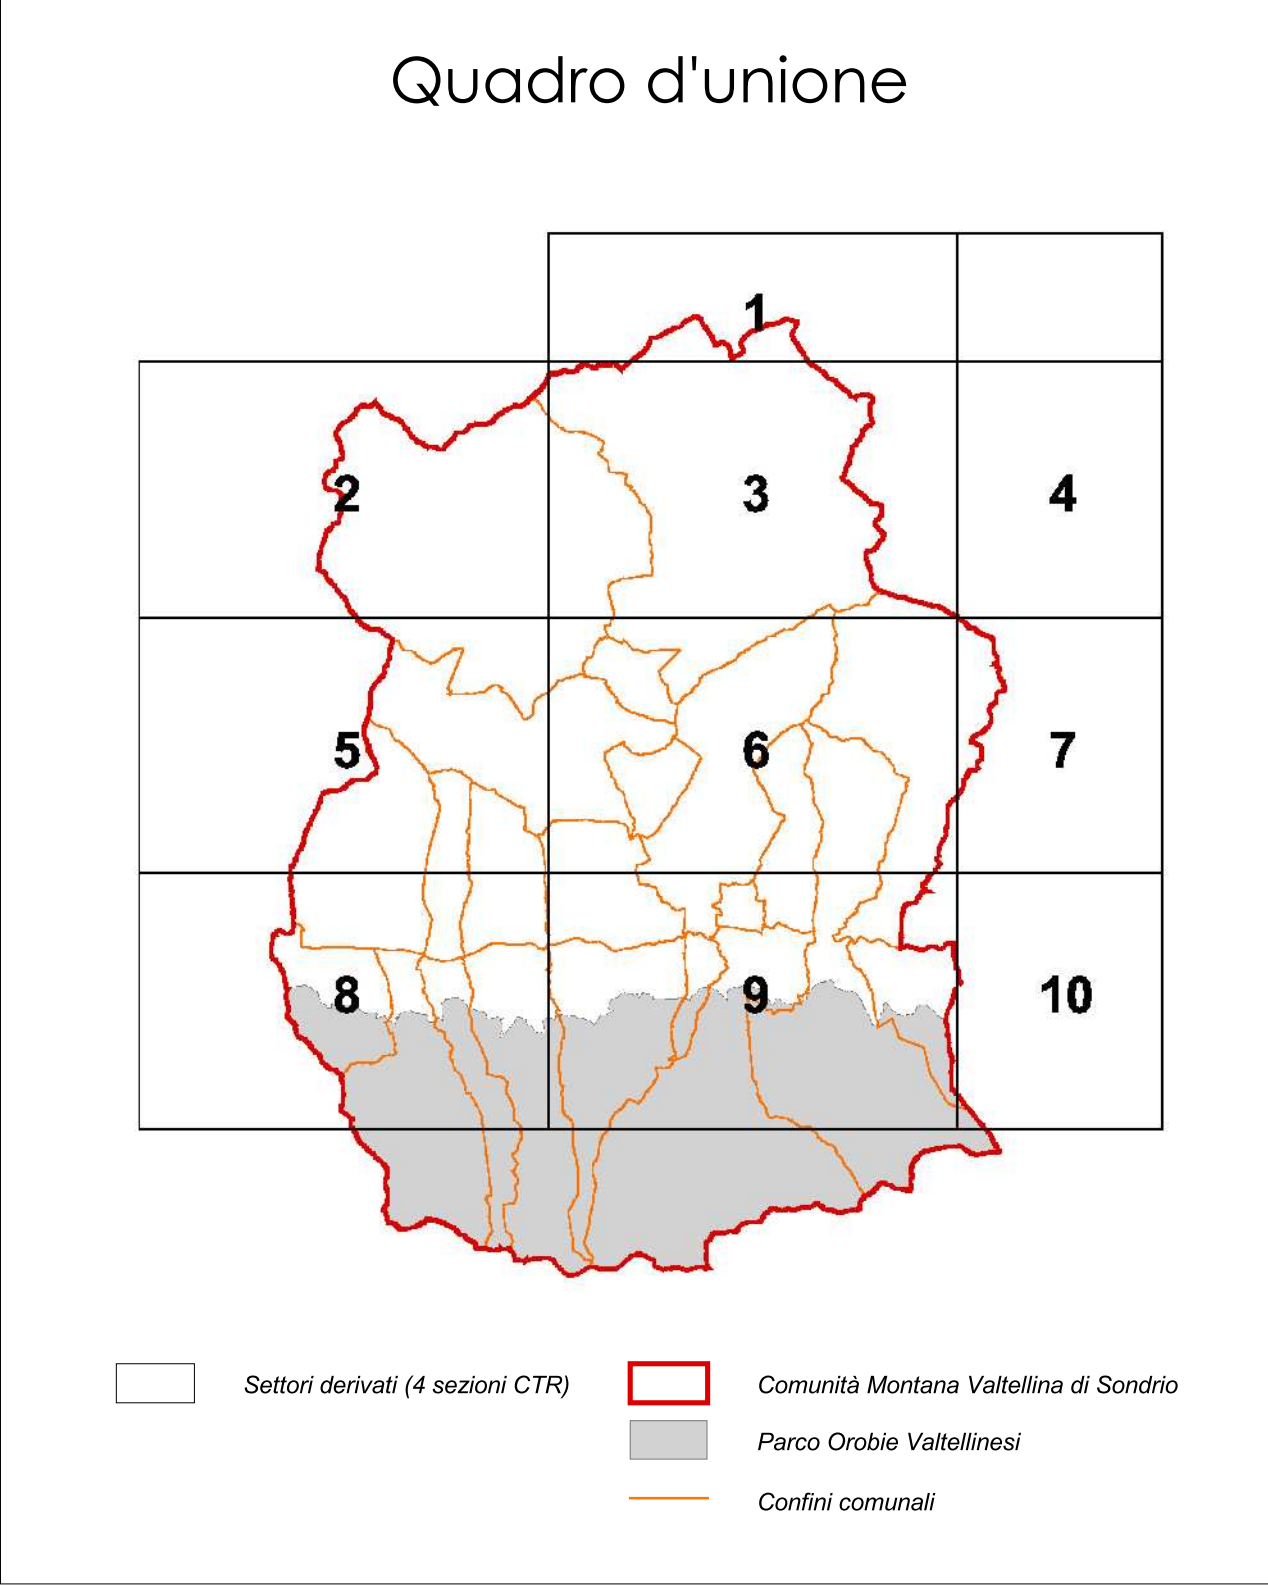 Quadro d'unione
1
2
3
4
5
6
7
8
9
10
Settori derivati (4 sezioni CTR)
Comunità Montana Valtellina di Sondrio
Parco Orobie Valtellinesi
Confini comunali